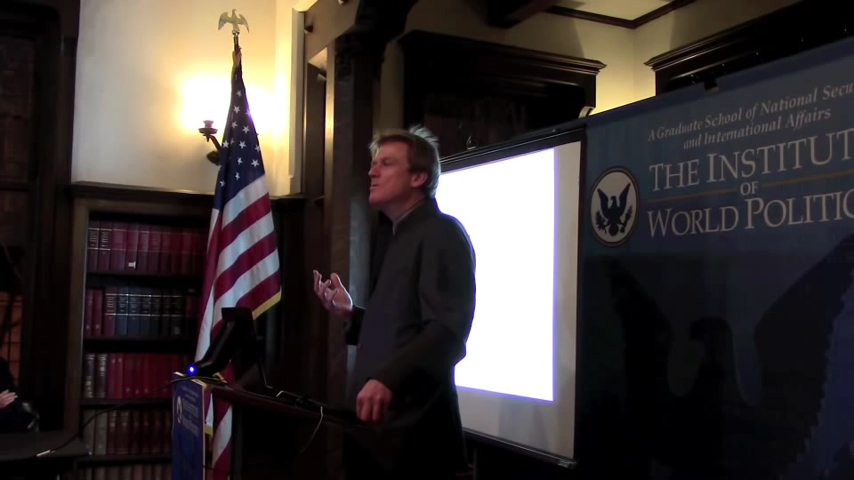 A Graduate School of National Secu
and International Affairs
THE INSTITUT
OF
WORLD POLITIC